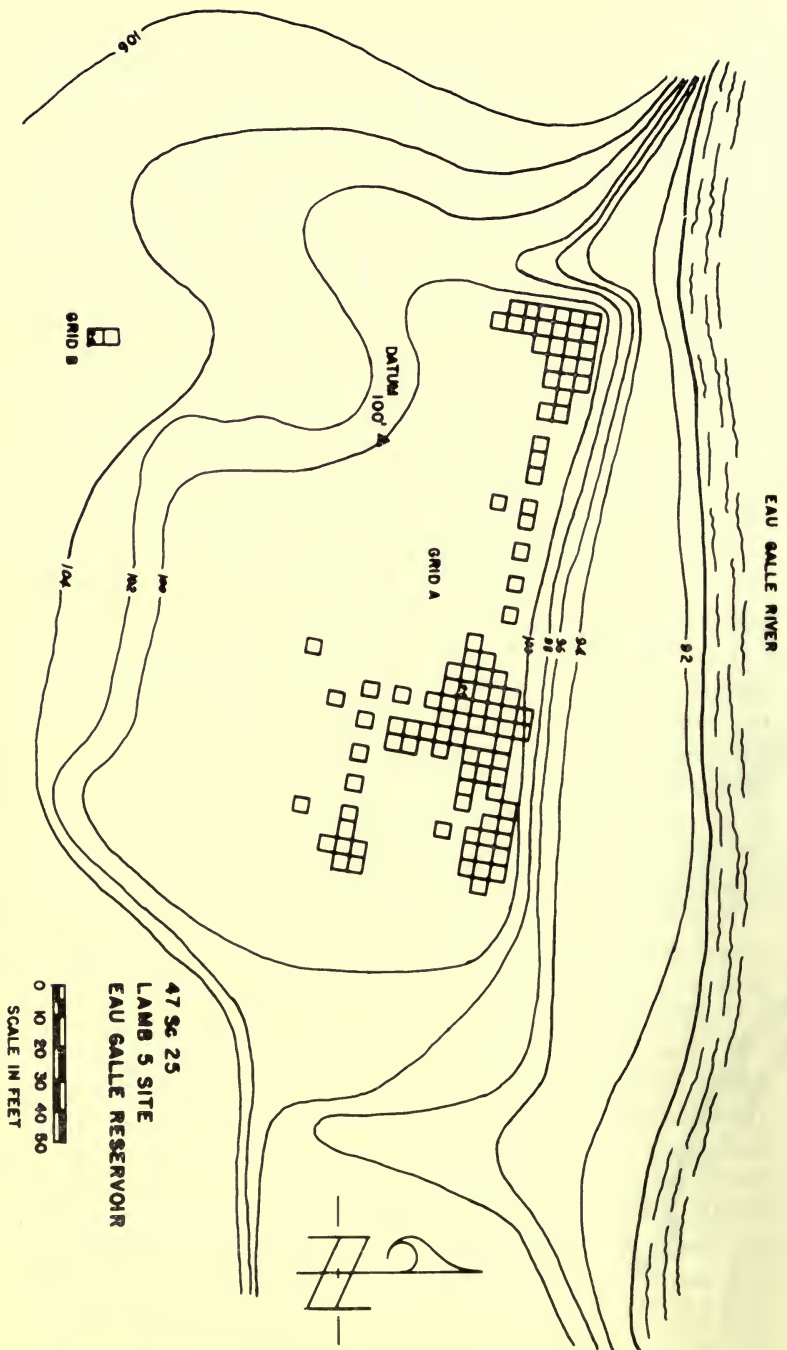 EAU GALLE RIVER
92
94
96
98
100
GRID A
DATUM
100'
106
100
102
104
GRID B
N
47 Sc 25
LAMB 5 SITE
EAU GALLE RESERVOIR
0 10 20 30 40 50
SCALE IN FEET